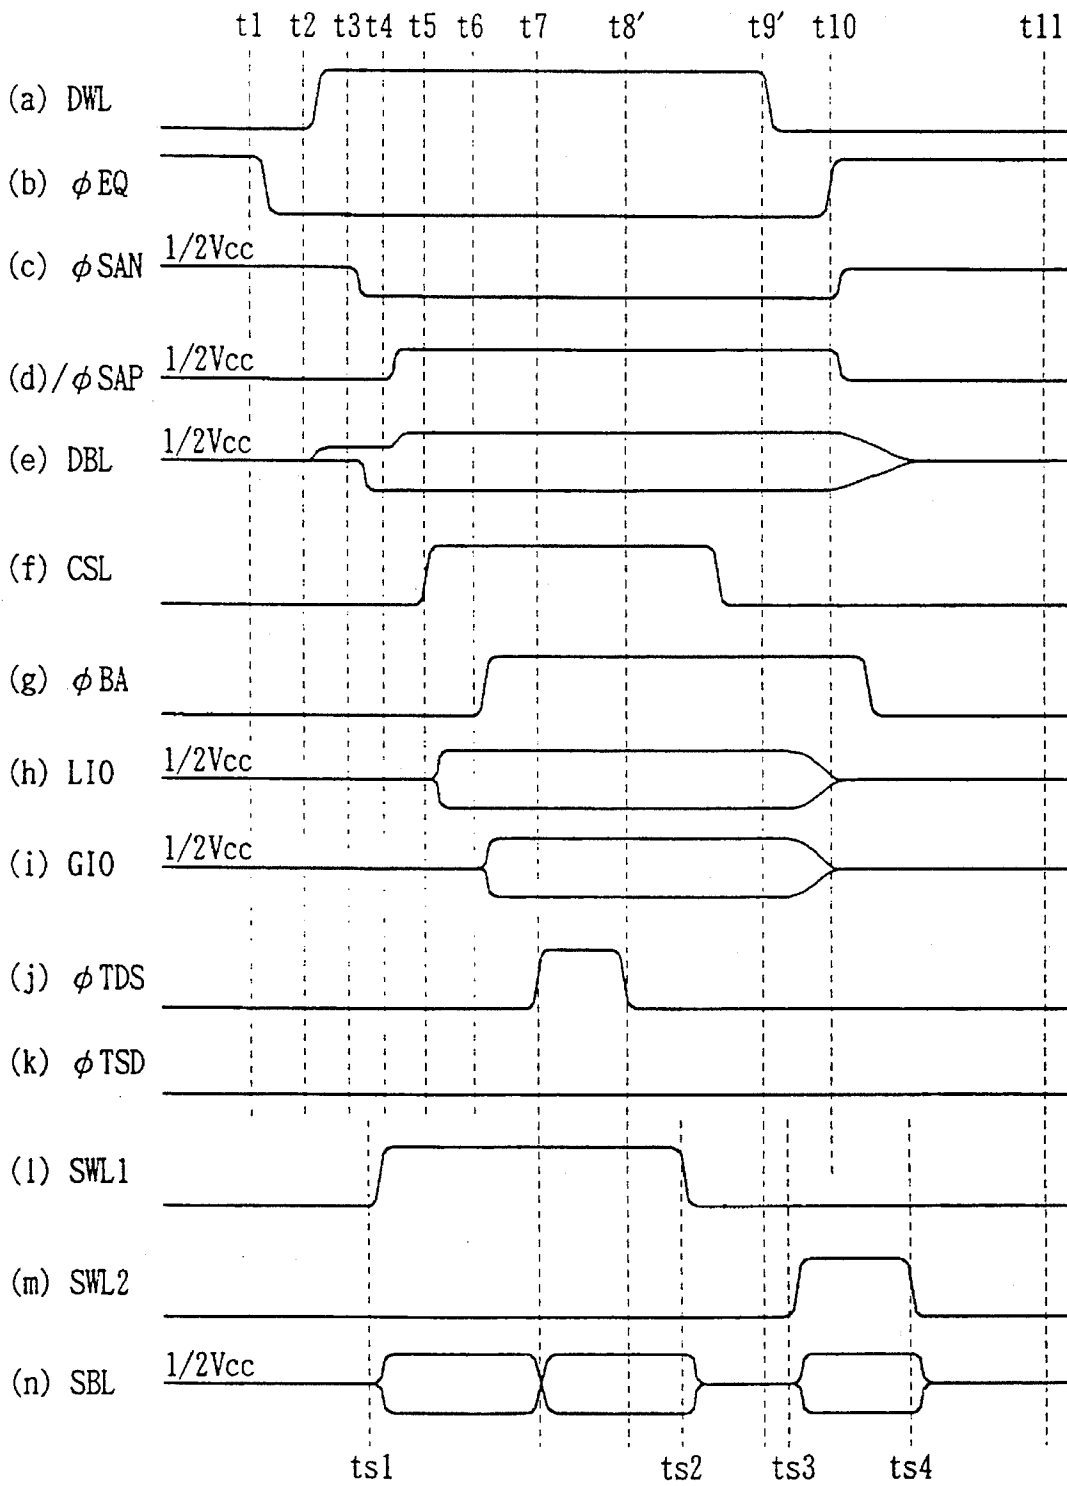 t1 t2 t3 t4 t5 t6 t7 t8′ t9′ t10 t11
(a) DWL
(b) φEQ
(c) φSAN 1/2Vcc
(d)/φSAP 1/2Vcc
(e) DBL 1/2Vcc
(f) CSL
(g) φBA
(h) LIO 1/2Vcc
(i) GIO 1/2Vcc
(j) φTDS
(k) φTSD
(l) SWL1
(m) SWL2
(n) SBL 1/2Vcc
ts1 ts2 ts3 ts4